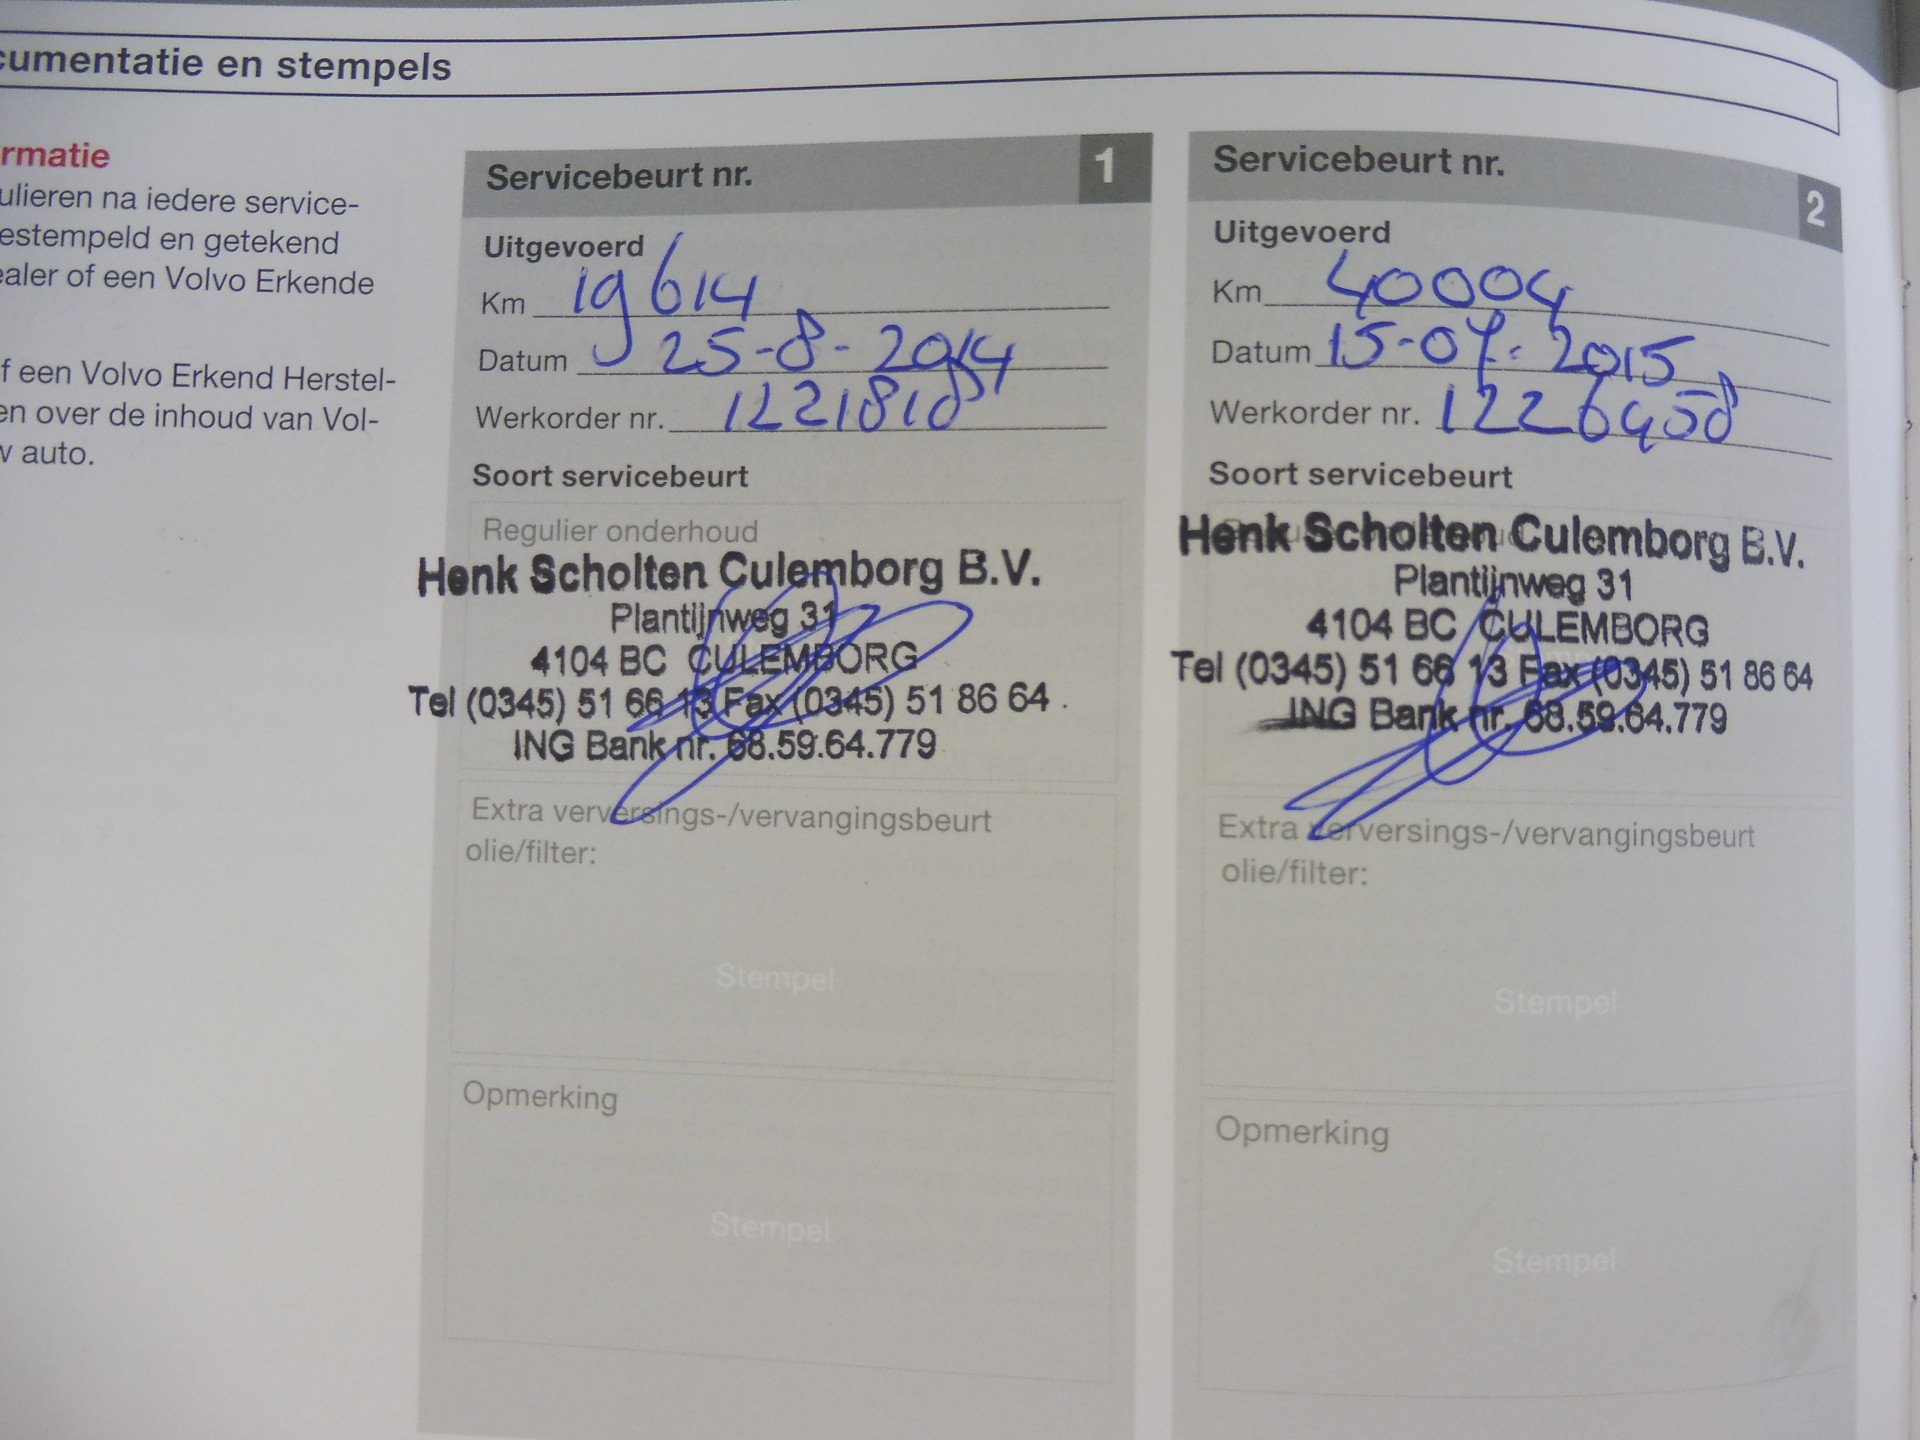 cumentatie en stempels
rmatie
ulieren na iedere service-
estempeld en getekend
ealer of een Volvo Erkende
f een Volvo Erkend Herstel-
en over de inhoud van Vol-
w auto.
Servicebeurt nr. 1
Uitgevoerd
Km 19614
Datum 25-8-2014
Werkorder nr. 1221818
Soort servicebeurt
Regulier onderhoud
Henk Scholten Culemborg B.V.
Plantijnweg 31
4104 BC CULEMBORG
Tel (0345) 51 66 13 Fax (0345) 51 86 64
ING Bank nr. 68.59.64.779
Extra verversings-/vervangingsbeurt
olie/filter:
Stempel
Opmerking
Stempel
Servicebeurt nr. 2
Uitgevoerd
Km 40004
Datum 15-07-2015
Werkorder nr. 1226458
Soort servicebeurt
Henk Scholten Culemborg B.V.
Plantijnweg 31
4104 BC CULEMBORG
Tel (0345) 51 66 13 Fax (0345) 51 86 64
ING Bank nr. 68.59.64.779
Extra verversings-/vervangingsbeurt
olie/filter:
Stempel
Opmerking
Stempel